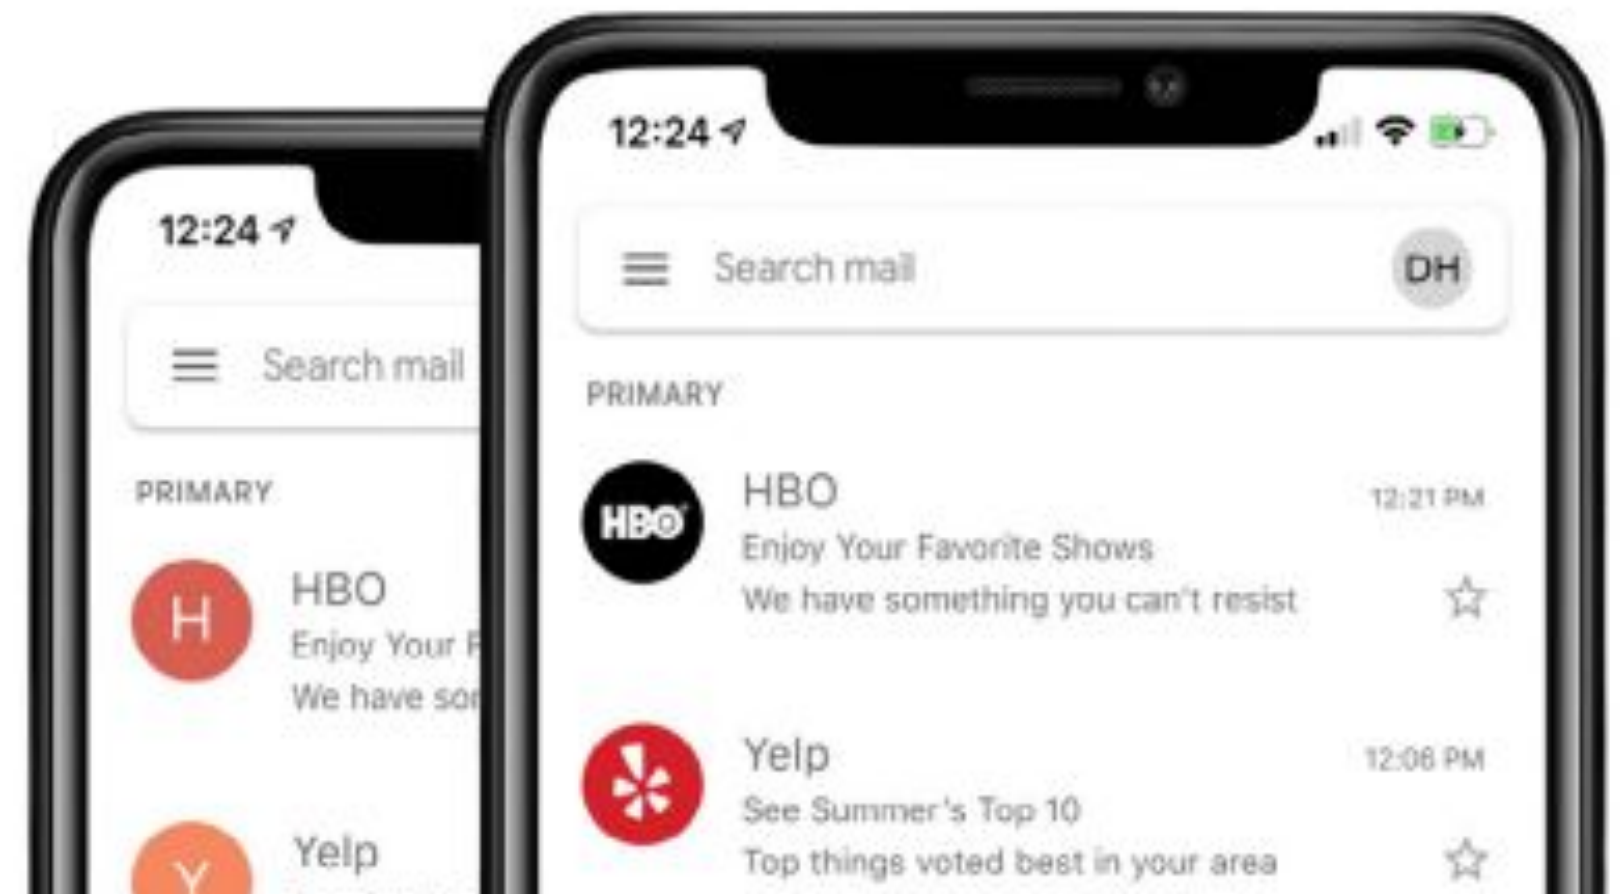 12:24
Search mail
PRIMARY
H
HBO
Enjoy Your F
We have sor
Y
Yelp
12:24
Search mail
DH
PRIMARY
HBO
HBO
12:21 PM
Enjoy Your Favorite Shows
We have something you can't resist
Yelp
12:06 PM
See Summer's Top 10
Top things voted best in your area